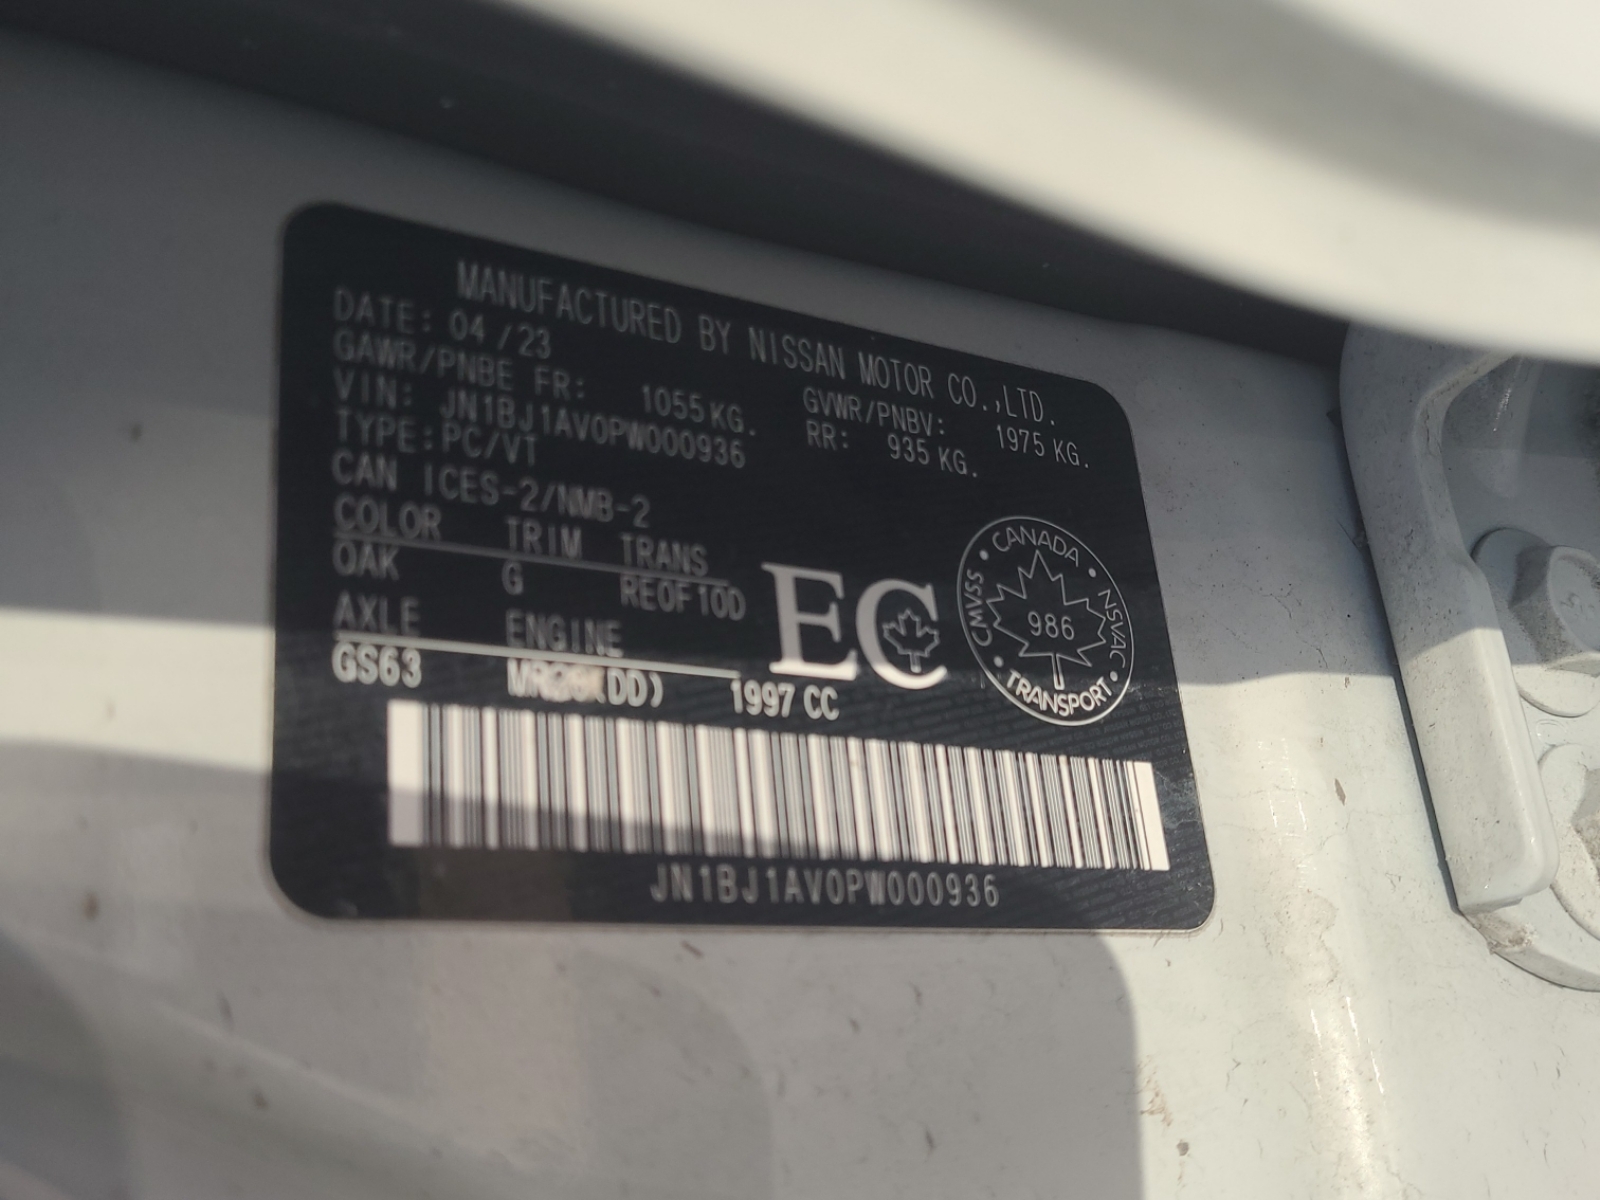 MANUFACTURED BY NISSAN MOTOR CO.,LTD.
DATE: 04 /23
GVWR/PNBV: 1975 KG.
GAWR/PNBE FR: 1055 KG. RR: 935 KG.
VIN: JN1BJ1AV0PW000936
TYPE: PC/VT
CAN ICES-2/NMB-2
COLOR TRIM TRANS
QAK G RE0F10D
AXLE ENGINE
GS63 MR20(DD) 1997 CC
EC
CANADA
CMVSS 986 NSVAC
TRANSPORT
JN1BJ1AV0PW000936